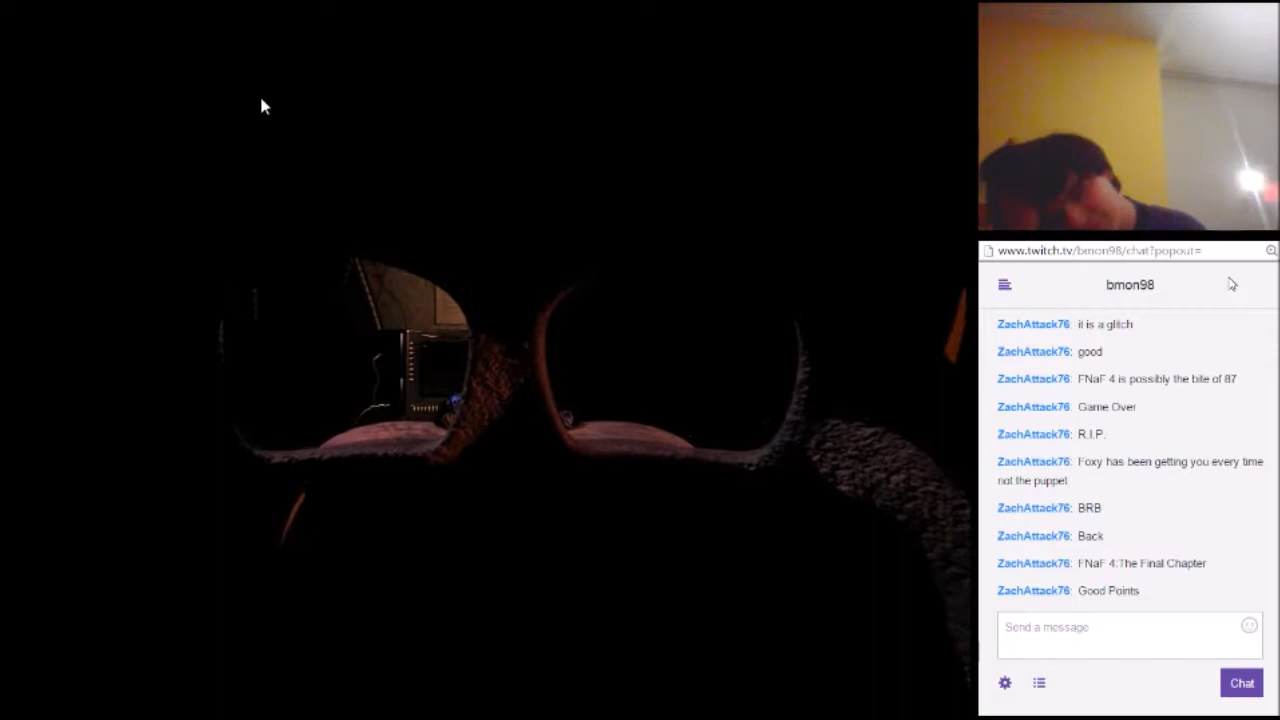 www.twitch.tv/bmon98/chat?popout=
bmon98
ZachAttack76: it is a glitch
ZachAttack76: good
ZachAttack76: FNaF 4 is possibly the bite of 87
ZachAttack76: Game Over
ZachAttack76: R.I.P.
ZachAttack76: Foxy has been getting you every time
not the puppet
ZachAttack76: BRB
ZachAttack76: Back
ZachAttack76: FNaF 4:The Final Chapter
ZachAttack76: Good Points
Send a message
Chat